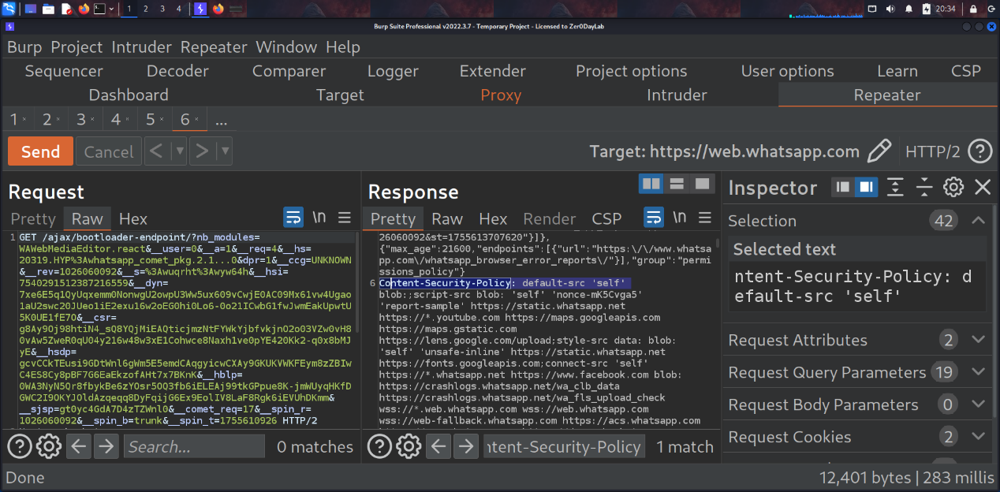 1 2 3 4 20:34
Burp Suite Professional v2022.3.7 - Temporary Project - Licensed to Zer0DayLab
Burp Project Intruder Repeater Window Help
Sequencer Decoder Comparer Logger Extender Project options User options Learn CSP
Dashboard Target Proxy Intruder Repeater
1 × 2 × 3 × 4 × 5 × 6 × ...
Send Cancel < > Target: https://web.whatsapp.com HTTP/2 ?
Request
Pretty Raw Hex \n
1 GET /ajax/bootloader-endpoint/?nb_modules=
WAWebMediaEditor.react&__user=0&__a=1&__req=4&__hs=
20319.HYP%3Awhatsapp_comet_pkg.2.1...0&dpr=1&__ccg=UNKNOWN
&__rev=1026060092&__s=%3Awuqrht%3Awyw64h&__hsi=
7540291512387216559&__dyn=
7xe6E5q1QyUqxemm0NonwgU2owpU3Ww5ux609vCwjE0AC09Mx61vw4Ugao
1aU2swc20JUeo1iE2exu16w2oEG0hi0Lo6-0o21ICwbG1fwJwmEakUpwtU
5K0UE1fE70&__csr=
g8Ay9Oj98htiN4_sQ8YQjMiEAQticjmzNtFYWkYjbfvkjnO2o03VZw0vH8
0vAw5ZweR0qU04y216w48w3xE1Cohwce8Naxh1ve0pYE420Kk2-q0x8bMJ
yE&__hsdp=
gcvCCkTEusi9GDtWnl6gWm5E5emdCAqgyicwCXAy9GKUKVWKFEym8zZBIw
C4ES8Cy8pBF7G6EaEkzofAHt7x7BKnK&__hblp=
0WA3NyN5Qr8fbykBe6zYOsr5OQ3fb6iELEAj99tkGPpue8K-jmWUyqHKfD
GWC2I9OKYJOldAzqeqq8DyFqijG6Ex9EolIV8LaF8Rgk6iEVUhDKmm&
__sjsp=gt0yc4GdA7D4zTZWnl0&__comet_req=17&__spin_r=
1026060092&__spin_b=trunk&__spin_t=1755610926 HTTP/2
? Search... 0 matches
Response
Pretty Raw Hex Render CSP \n
26060092&st=1755613707620"}]},
{"max_age":21600,"endpoints":[{"url":"https:\/\/www.whatsa
pp.com\/whatsapp_browser_error_reports\/"}],"group":"permi
ssions_policy"}
6 Content-Security-Policy: default-src 'self'
blob:;script-src blob: 'self' 'nonce-mK5Cvga5'
'report-sample' https://static.whatsapp.net
https://*.youtube.com https://maps.googleapis.com
https://maps.gstatic.com
https://lens.google.com/upload;style-src data: blob:
'self' 'unsafe-inline' https://static.whatsapp.net
https://fonts.googleapis.com;connect-src 'self'
https://*.whatsapp.net https://www.facebook.com blob:
https://crashlogs.whatsapp.net/wa_clb_data
https://crashlogs.whatsapp.net/wa_fls_upload_check
wss://*.web.whatsapp.com wss://web.whatsapp.com
wss://web-fallback.whatsapp.com https://acs.whatsapp.com
? ntent-Security-Policy 1 match
Inspector
Selection 42
Selected text
ntent-Security-Policy: d
efault-src 'self'
Request Attributes 2
Request Query Parameters 19
Request Body Parameters 0
Request Cookies 2
Done 12,401 bytes | 283 millis